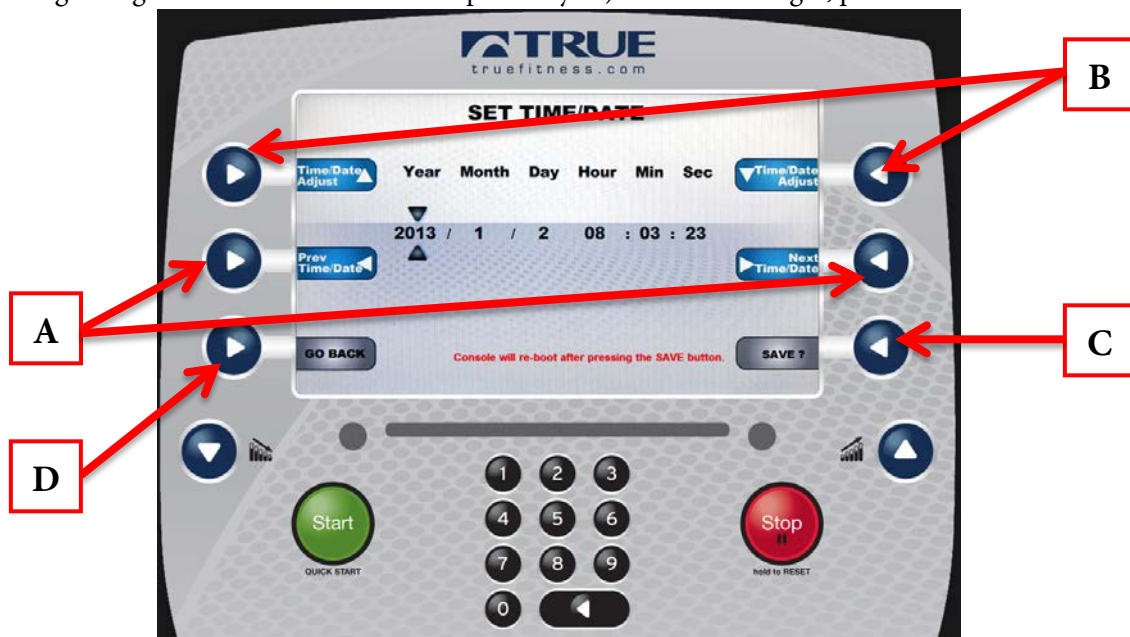 TRUE
truefitness.com
B
SET TIME/DATE
Time/Date Adjust
Year Month Day Hour Min Sec
Time/Date Adjust
2013 / 1 / 2 08 : 03 : 23
Prev Time/Date
Next Time/Date
A
C
GO BACK
Console will re-boot after pressing the SAVE button.
SAVE ?
D
1 2 3
Start
4 5 6
Stop
QUICK START
7 8 9
hold to RESET
0